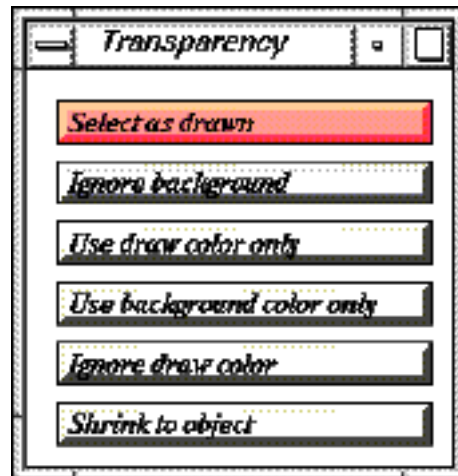 Transparency
Select as drawn
Ignore background
Use draw color only
Use background color only
Ignore draw color
Shrink to object